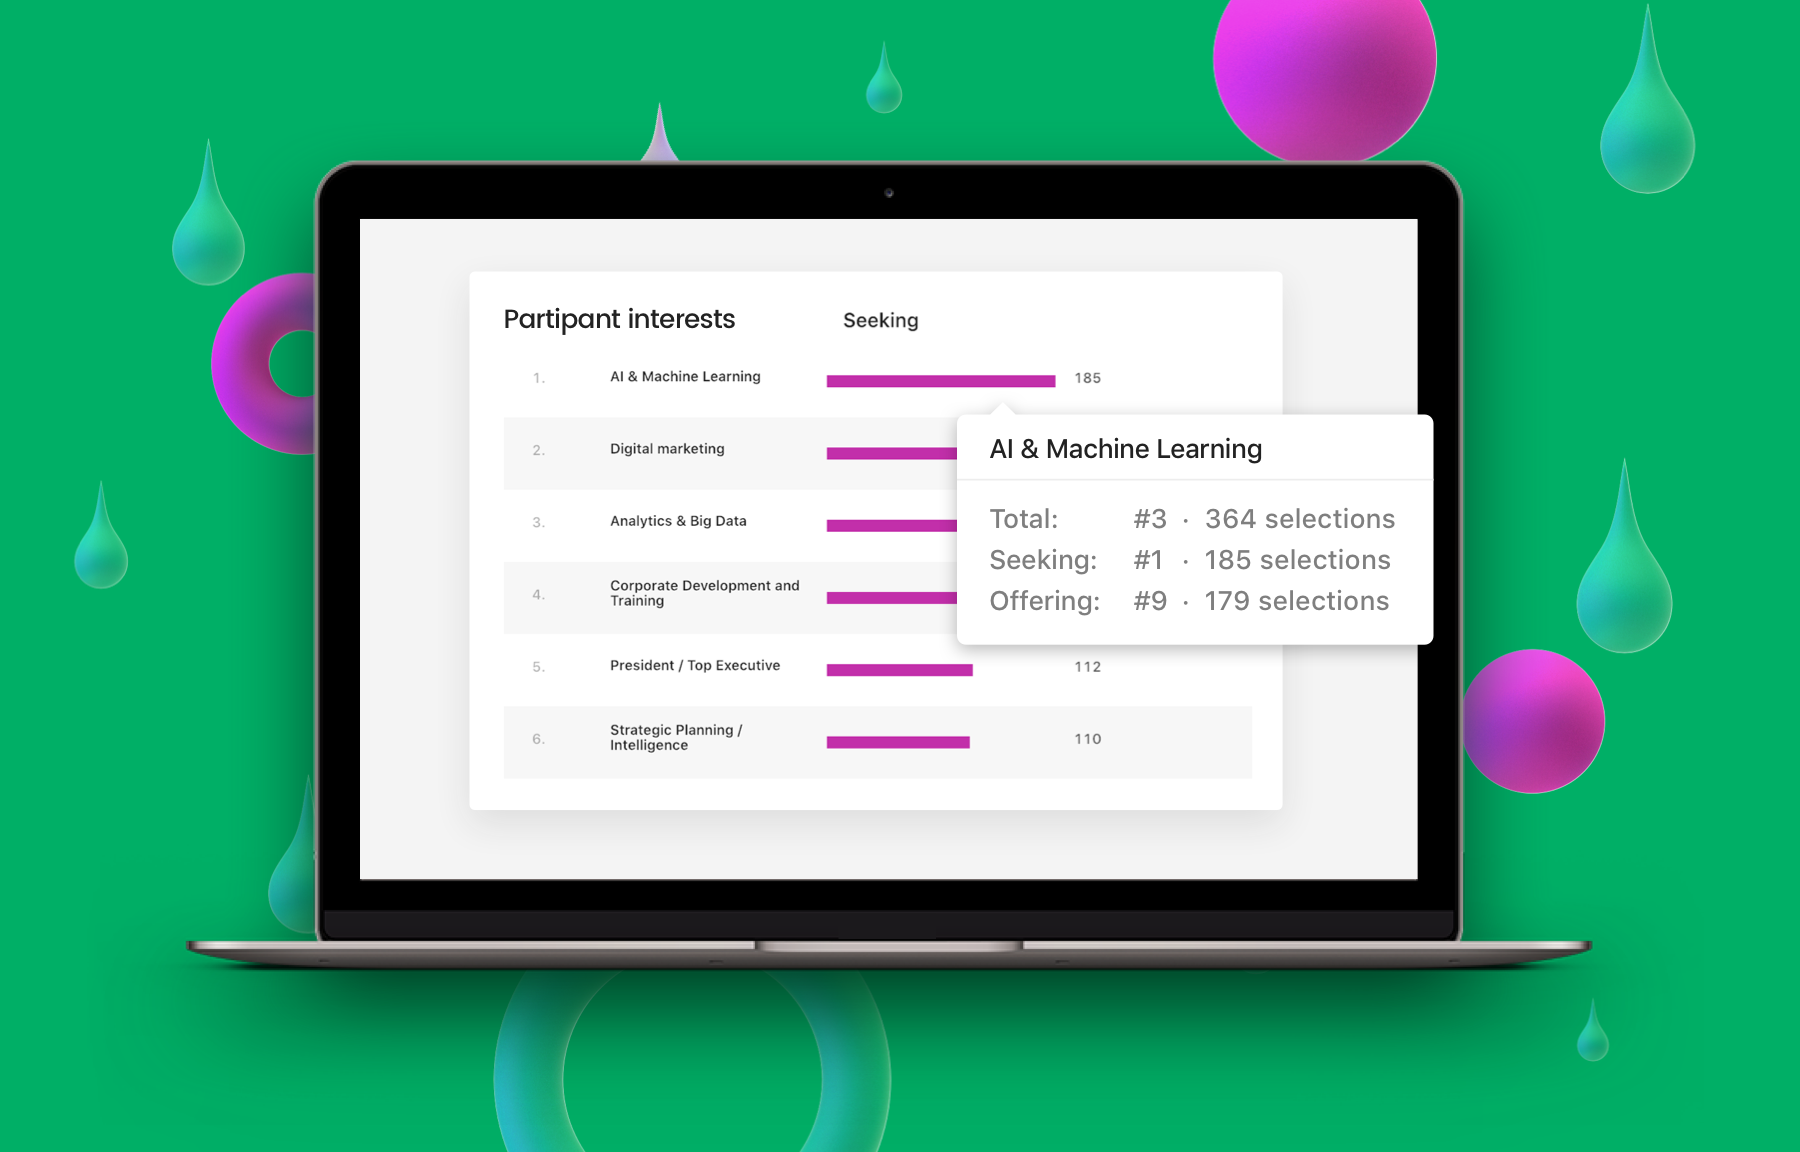 Partipant interests
Seeking
1.
AI & Machine Learning
185
2.
Digital marketing
3.
Analytics & Big Data
4.
Corporate Development and
Training
5.
President / Top Executive
112
6.
Strategic Planning /
Intelligence
110
AI & Machine Learning
Total: #3 · 364 selections
Seeking: #1 · 185 selections
Offering: #9 · 179 selections